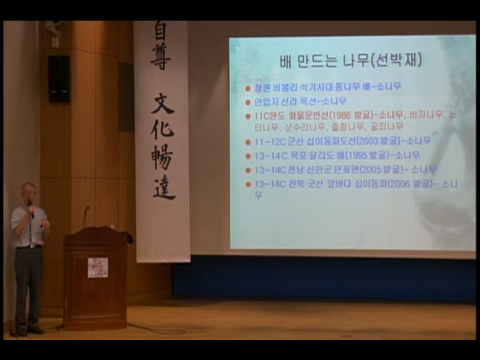 自尊 文化暢達
배 만드는 나무(선박재)
창원 비봉리 석기시대 통나무 배-소나무
안압지 신라 목선-소나무
11C완도 화물운반선(1986 발굴)-소나무, 비자나무, 느
티나무, 상수리나무, 졸참나무, 굴피나무
11~12C 군산 십이동파도선(2003 발굴)-소나무
13~14C 목포 달리도 배(1995 발굴)-소나무
13~14C 전남 신안군 안좌면(2005 발굴)- 소나무
13~14C 전북 군산 앞바다 십이동파(2006 발굴)- 소나
무